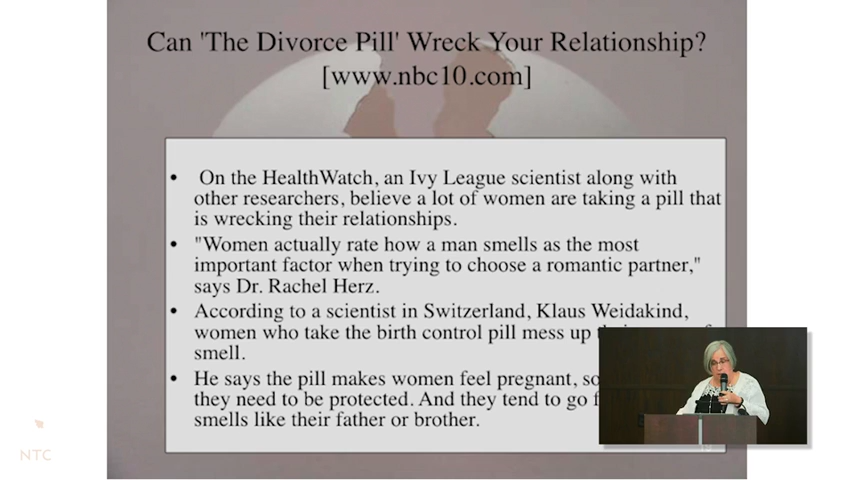 Can 'The Divorce Pill' Wreck Your Relationship?
[www.nbc10.com]
• On the HealthWatch, an Ivy League scientist along with
other researchers, believe a lot of women are taking a pill that
is wrecking their relationships.
• "Women actually rate how a man smells as the most
important factor when trying to choose a romantic partner,"
says Dr. Rachel Herz.
• According to a scientist in Switzerland, Klaus Weidakind,
women who take the birth control pill mess up
smell.
• He says the pill makes women feel pregnant, so
they need to be protected. And they tend to go
smells like their father or brother.
NTC